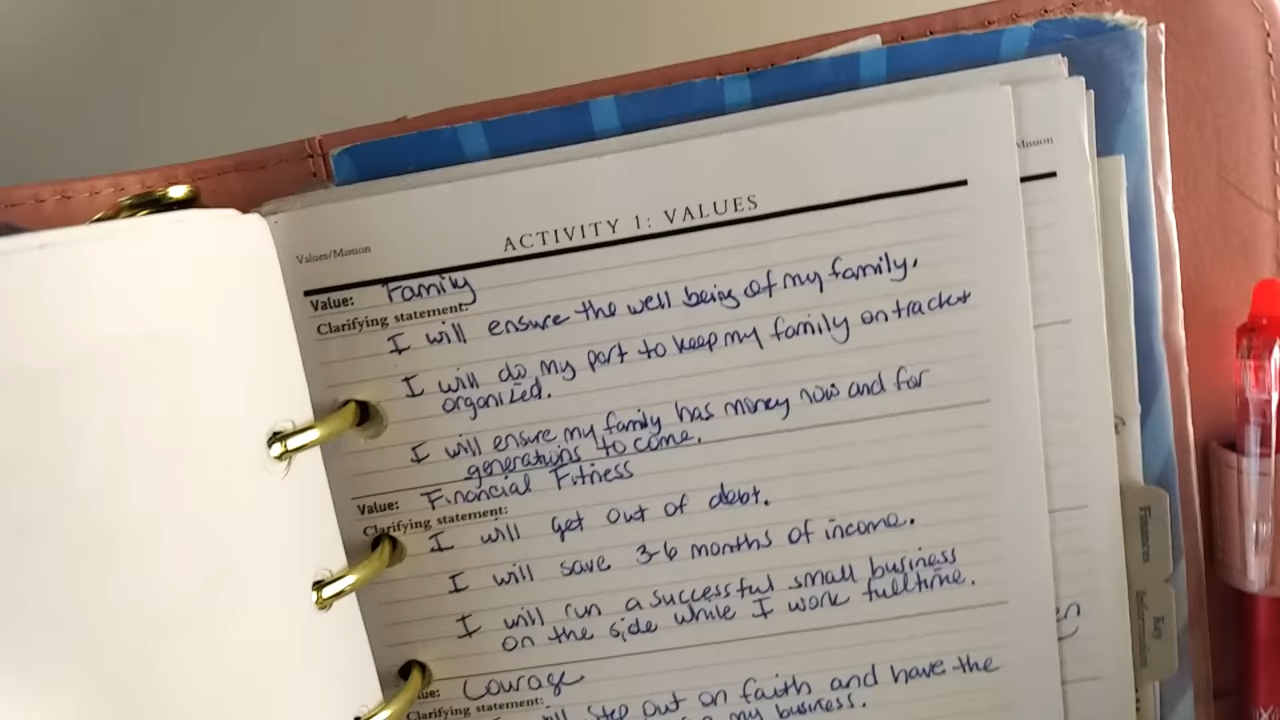 Mission
ACTIVITY 1: VALUES
Values/Mission
Value: Family
Clarifying statement:
I will ensure the well being of my family.
I will do my part to keep my family on track +
organized.
I will ensure my family has money now and for
generations to come.
Value: Financial Fitness
Clarifying statement:
I will get out of debt.
I will save 3-6 months of income.
I will run a successful small business
on the side while I work fulltime.
Courage
Clarifying statement:
step out on faith and have the
my business.
Finances
Key
Information